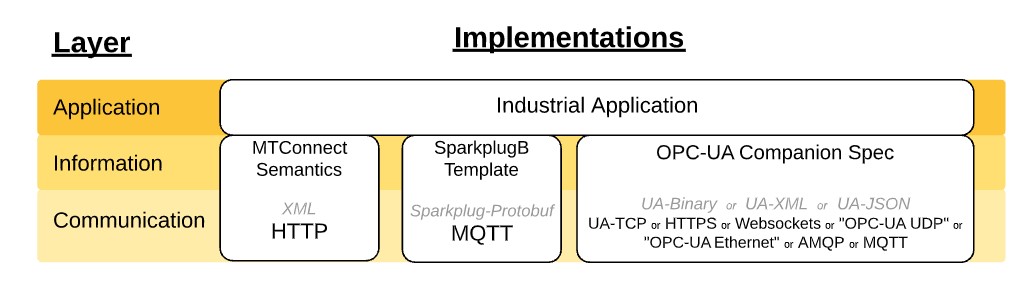 Layer
Implementations
Application
Industrial Application
Information
MTConnect
Semantics
SparkplugB
Template
OPC-UA Companion Spec
Communication
XML
HTTP
Sparkplug-Protobuf
MQTT
UA-Binary or UA-XML or UA-JSON
UA-TCP or HTTPS or Websockets or "OPC-UA UDP" or
"OPC-UA Ethernet" or AMQP or MQTT